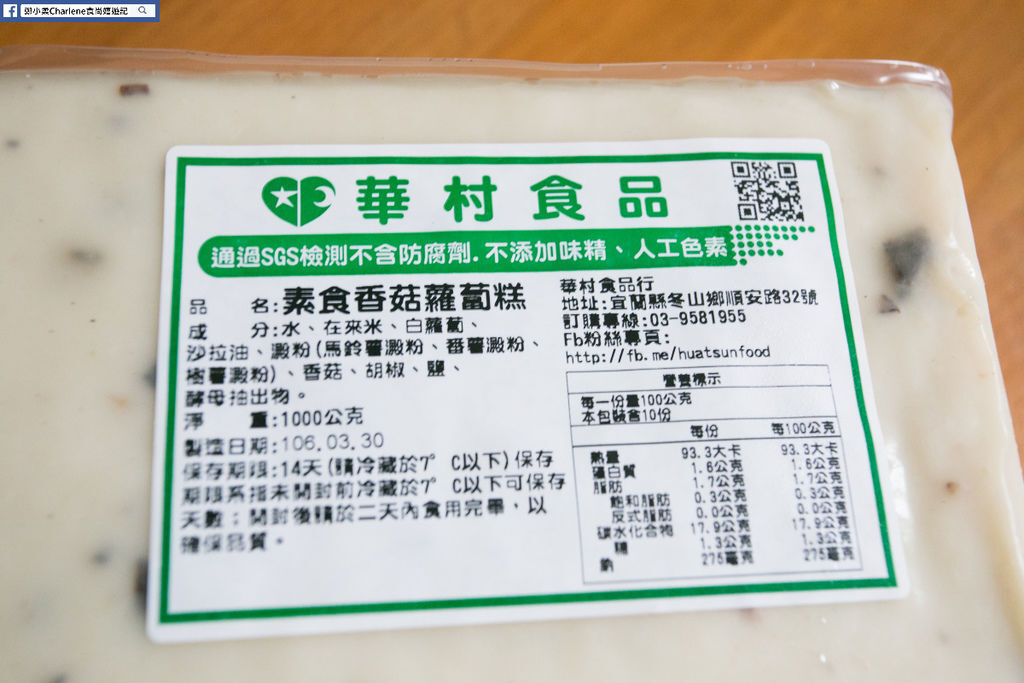 鄭小柔Charlene食尚嬉遊記
華村食品
通過SGS檢測不含防腐劑.不添加味精、人工色素
品 名:素食香菇蘿蔔糕
成 分:水、在來米、白蘿蔔、
沙拉油、澱粉(馬鈴薯澱粉、番薯澱粉、
樹薯澱粉)、香菇、胡椒、鹽、
酵母抽出物。
淨 重:1000公克
製造日期:106.03.30
保存期限:14天(請冷藏於7°C以下)保存
期限係指未開封前冷藏於7°C以下可保存
天數；開封後請於二天內食用完畢，以
確保品質。
華村食品行
地址:宜蘭縣冬山鄉順安路32號
訂購專線:03-9581955
Fb粉絲專頁:
http://fb.me/huatsunfood
營養標示
每一份量100公克
本包裝含10份
每份 每100公克
熱量 93.3大卡 93.3大卡
蛋白質 1.6公克 1.6公克
脂肪 1.7公克 1.7公克
飽和脂肪 0.3公克 0.3公克
反式脂肪 0.0公克 0.0公克
碳水化合物 17.9公克 17.9公克
糖 1.3公克 1.3公克
鈉 275毫克 275毫克